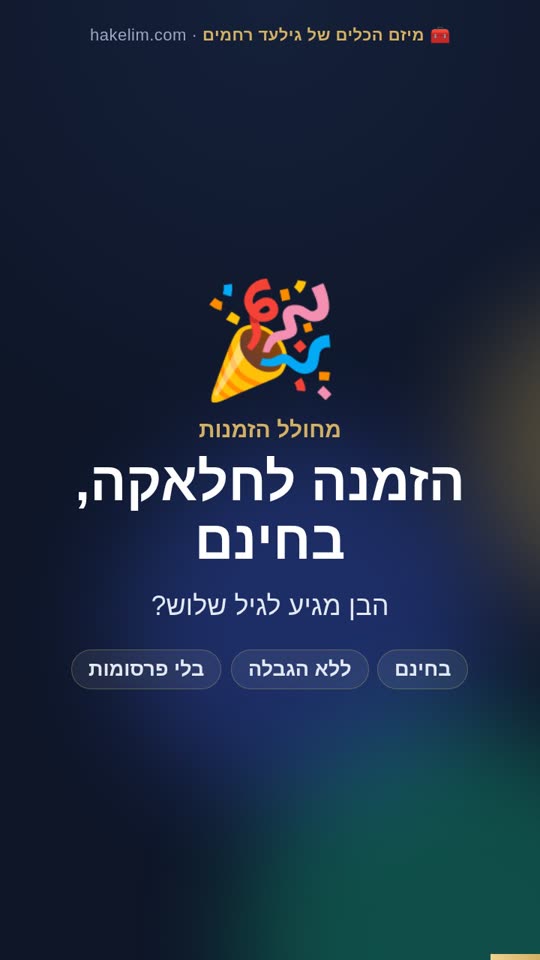 🧰 מיזם הכלים של גילעד רחמים · hakelim.com
מחולל הזמנות
הזמנה לחלאקה,
בחינם
הבן מגיע לגיל שלוש?
בחינם
ללא הגבלה
בלי פרסומות